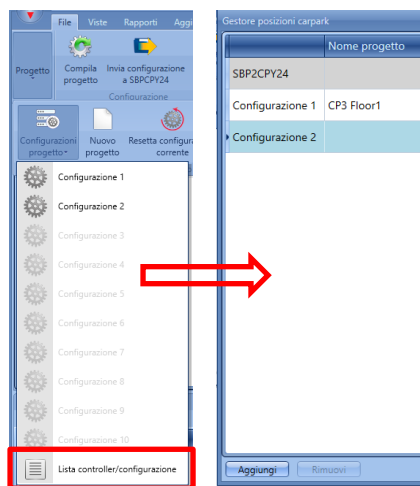 File Viste Rapporti Aggi
Progetto
Compila progetto
Invia configurazione a SBPCPY24
Configurazione
Configurazioni progetto
Nuovo progetto
Resetta configur corrente
Configurazione 1
Configurazione 2
Configurazione 3
Configurazione 4
Configurazione 5
Configurazione 6
Configurazione 7
Configurazione 8
Configurazione 9
Configurazione 10
Lista controller/configurazione
Gestore posizioni carpark
Nome progetto
SBP2CPY24
Configurazione 1 CP3 Floor1
Configurazione 2
Aggiungi Rimuovi